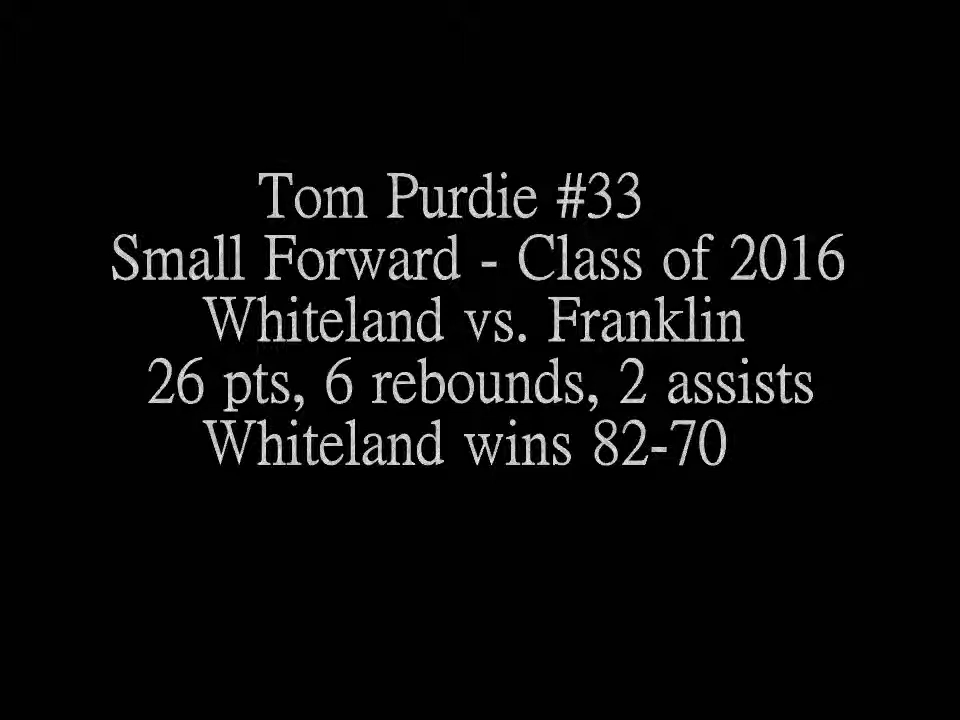 Tom Purdie #33
Small Forward - Class of 2016
Whiteland vs. Franklin
26 pts, 6 rebounds, 2 assists
Whiteland wins 82-70